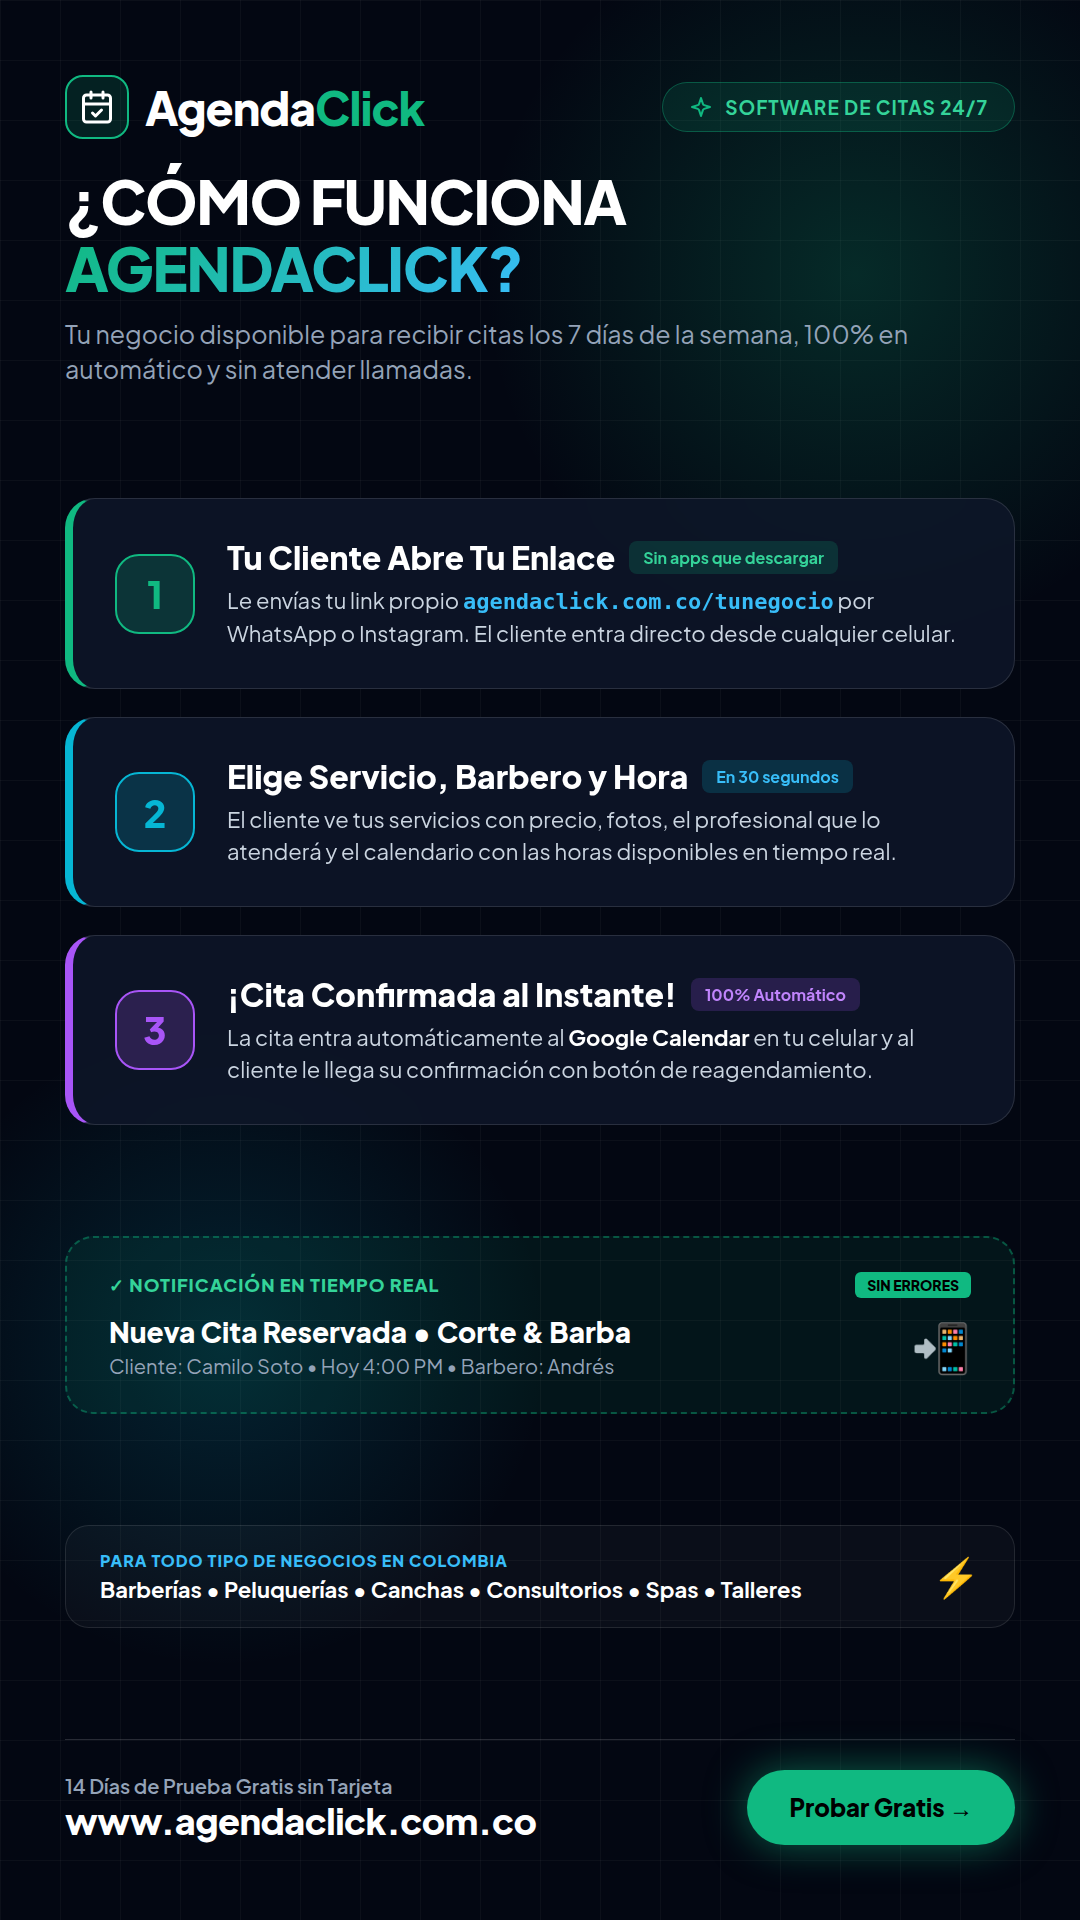 AgendaClick
SOFTWARE DE CITAS 24/7
¿CÓMO FUNCIONA
AGENDACLICK?
Tu negocio disponible para recibir citas los 7 días de la semana, 100% en
automático y sin atender llamadas.
1
Tu Cliente Abre Tu Enlace
Sin apps que descargar
Le envías tu link propio agendaclick.com.co/tunegocio por
WhatsApp o Instagram. El cliente entra directo desde cualquier celular.
2
Elige Servicio, Barbero y Hora
En 30 segundos
El cliente ve tus servicios con precio, fotos, el profesional que lo
atenderá y el calendario con las horas disponibles en tiempo real.
3
¡Cita Confirmada al Instante!
100% Automático
La cita entra automáticamente al Google Calendar en tu celular y al
cliente le llega su confirmación con botón de reagendamiento.
✓ NOTIFICACIÓN EN TIEMPO REAL
SIN ERRORES
Nueva Cita Reservada • Corte & Barba
Cliente: Camilo Soto • Hoy 4:00 PM • Barbero: Andrés
PARA TODO TIPO DE NEGOCIOS EN COLOMBIA
Barberías • Peluquerías • Canchas • Consultorios • Spas • Talleres
14 Días de Prueba Gratis sin Tarjeta
www.agendaclick.com.co
Probar Gratis →